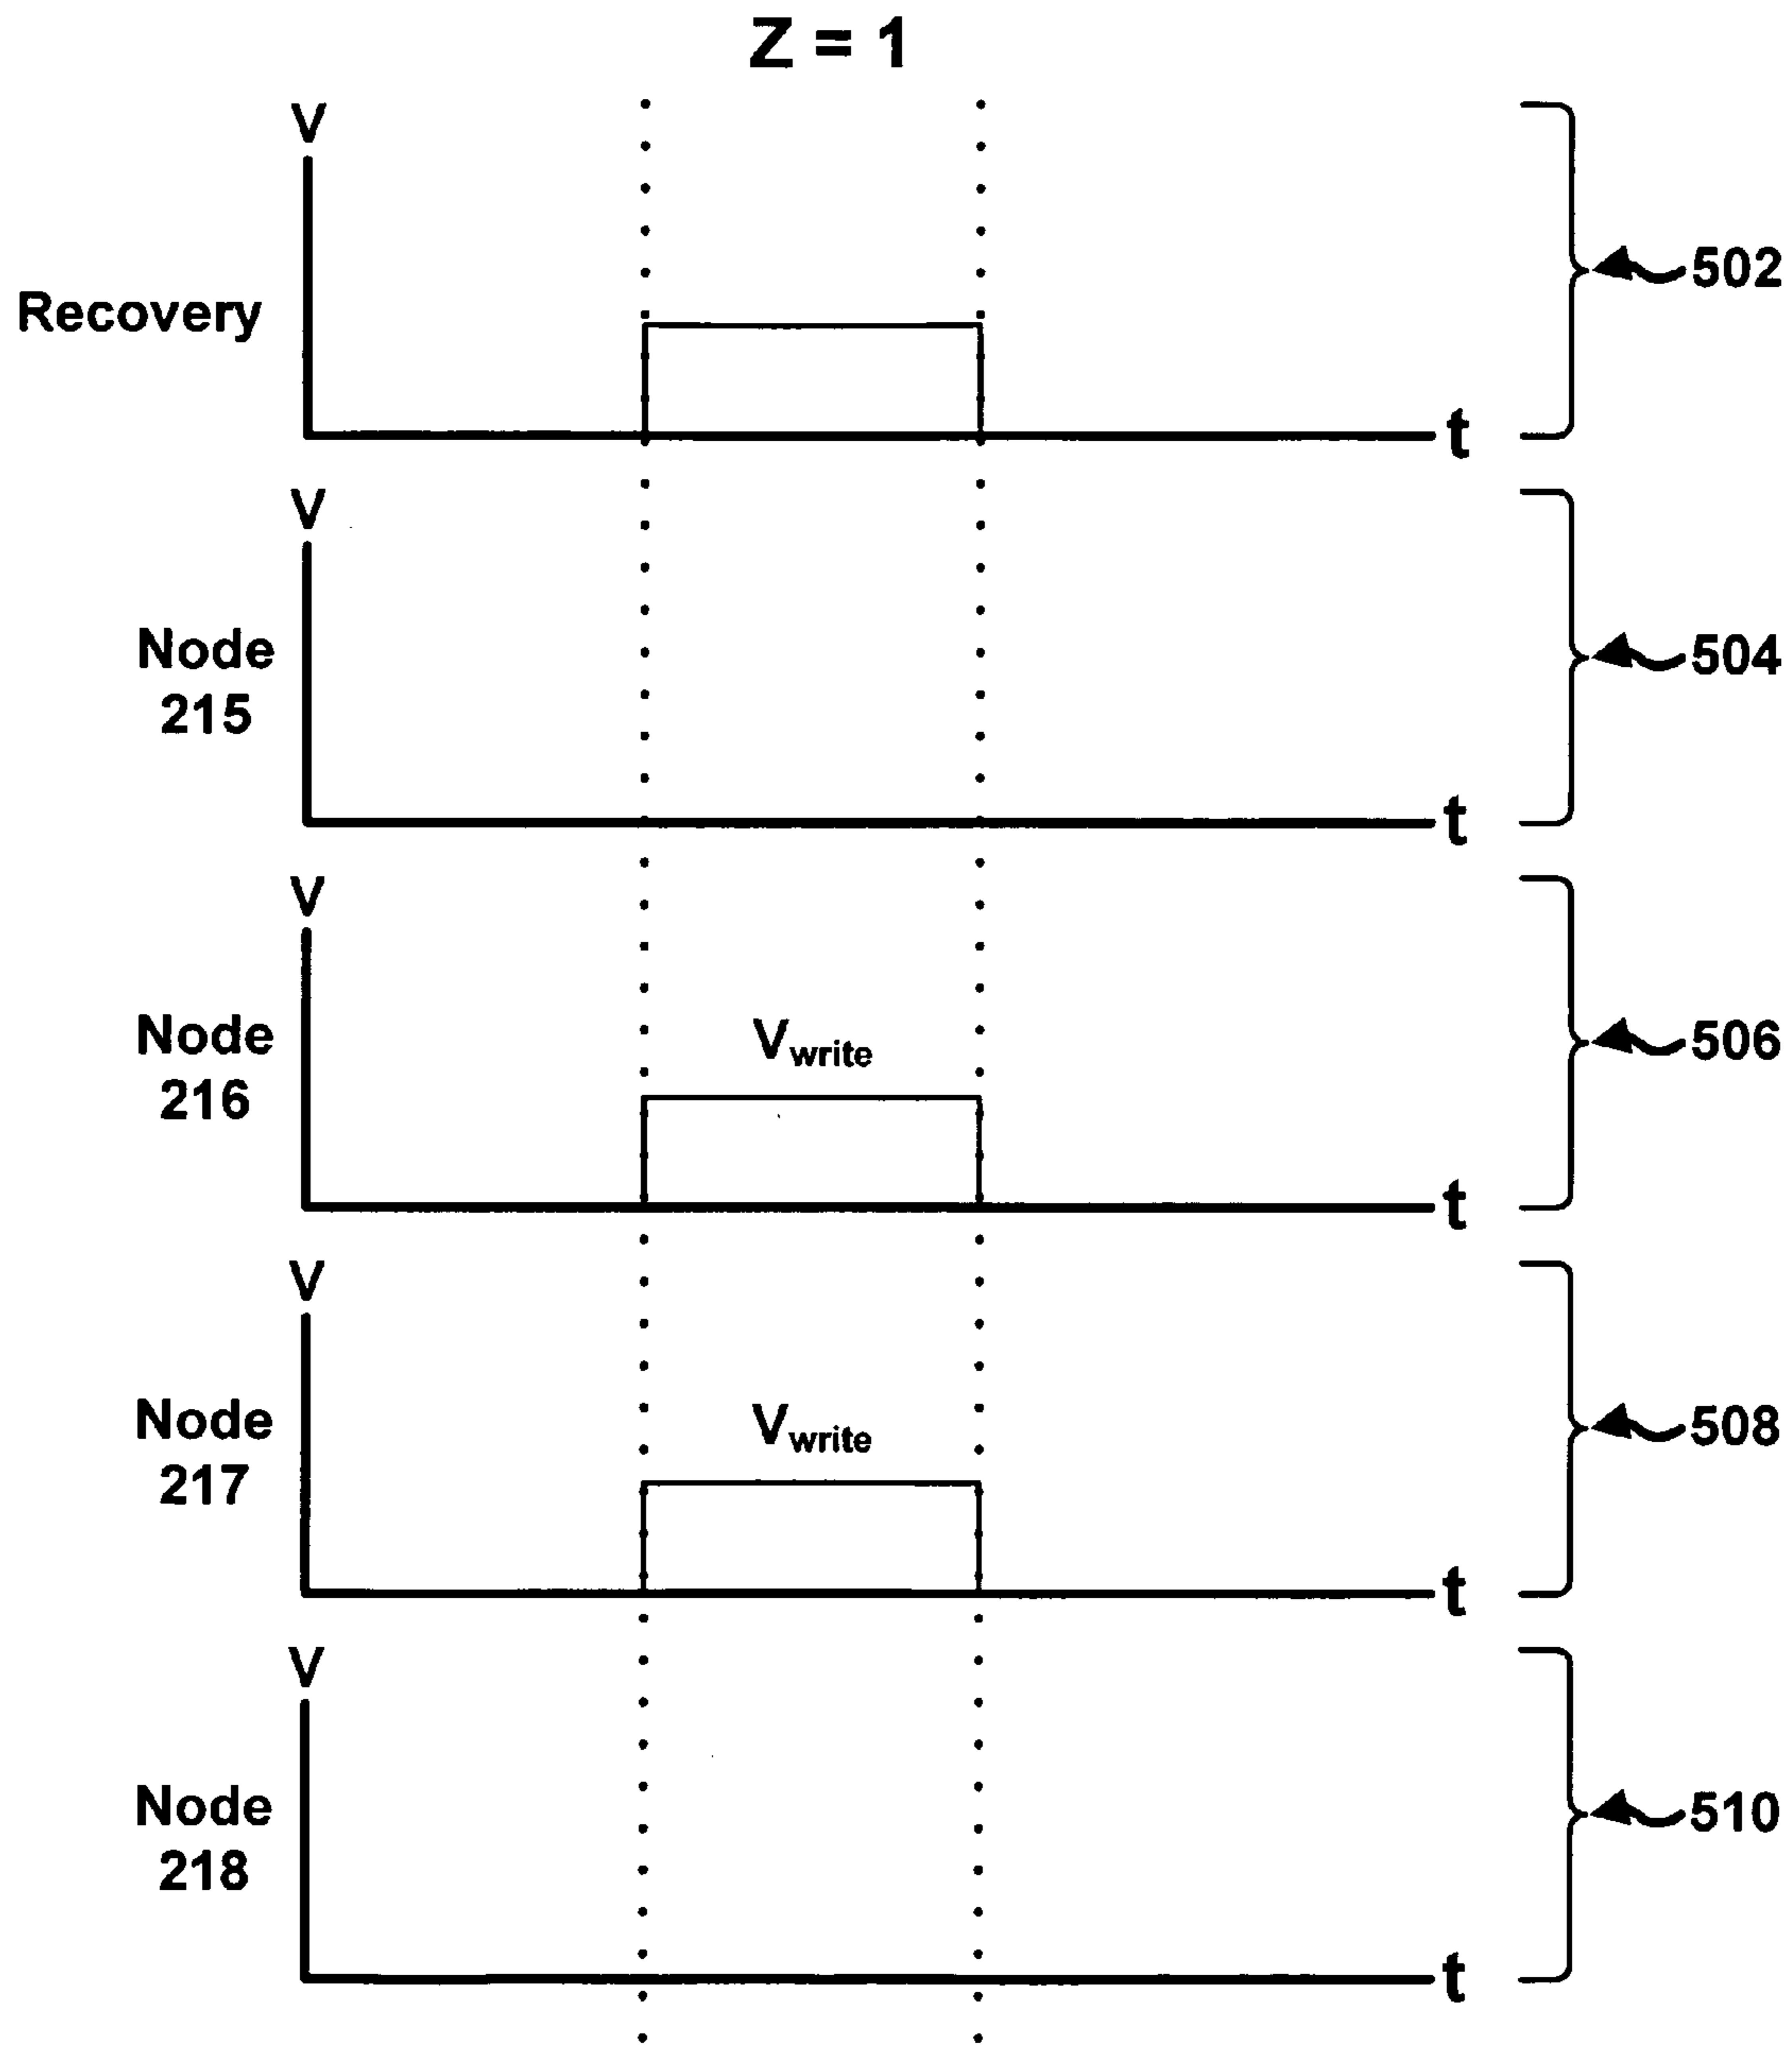 Z = 1
V
Recovery
t
502
V
Node
215
t
504
V
Node
216
Vwrite
t
506
V
Node
217
Vwrite
t
508
V
Node
218
t
510